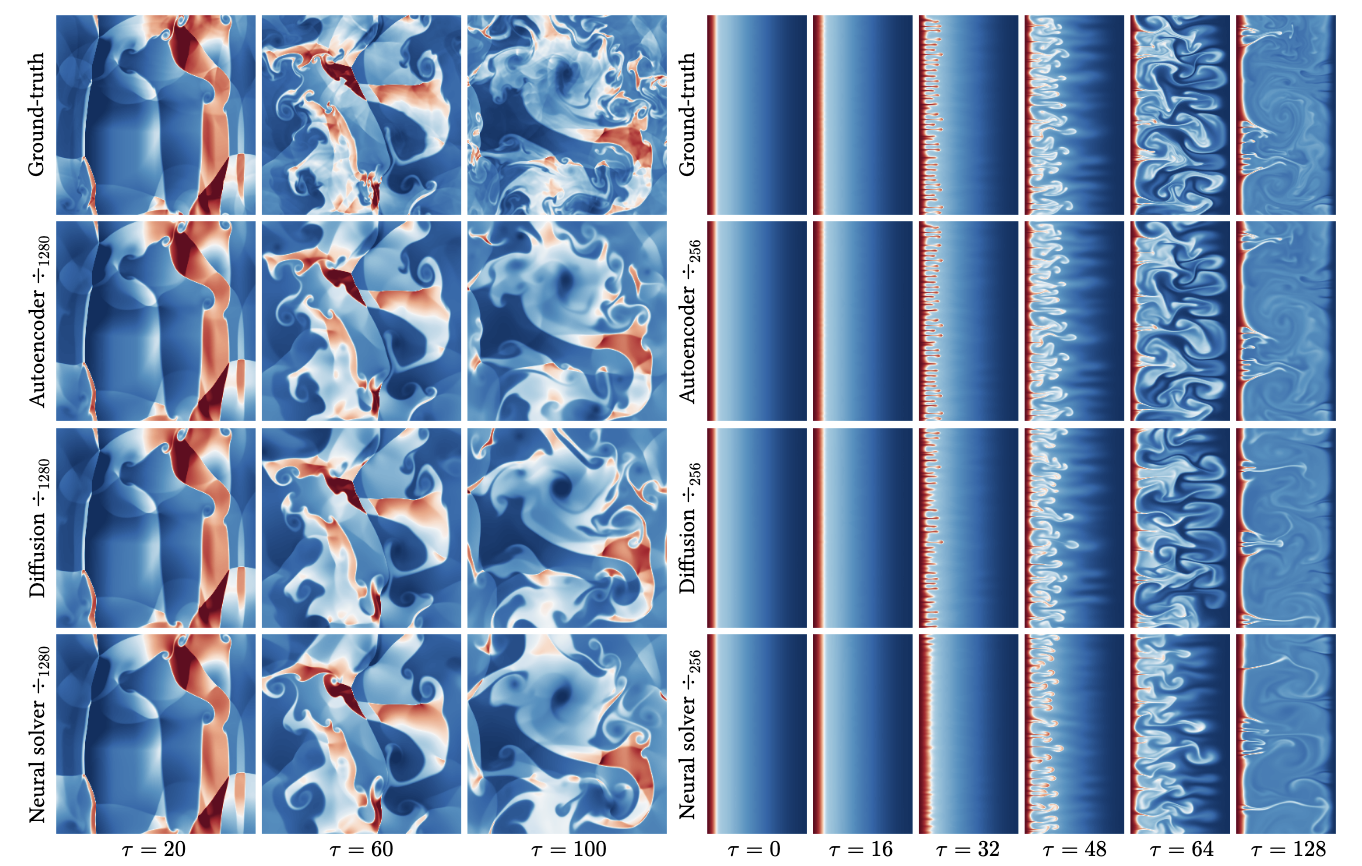 Ground-truth
Autoencoder ÷1280
Diffusion ÷1280
Neural solver ÷1280
τ = 20
τ = 60
τ = 100
Ground-truth
Autoencoder ÷256
Diffusion ÷256
Neural solver ÷256
τ = 0
τ = 16
τ = 32
τ = 48
τ = 64
τ = 128